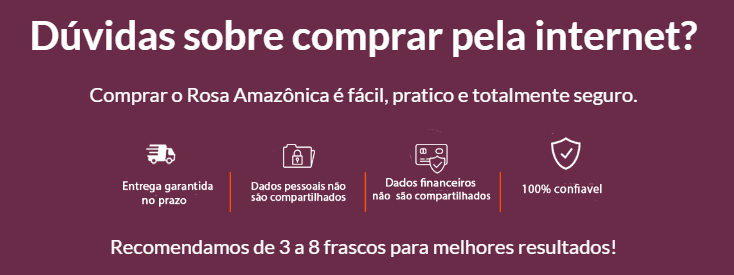 Dúvidas sobre comprar pela internet?
Comprar o Rosa Amazônica é fácil, pratico e totalmente seguro.
Entrega garantida
no prazo
Dados pessoais não
são compartilhados
Dados financeiros
não são compartilhados
100% confiavel
Recomendamos de 3 a 8 frascos para melhores resultados!